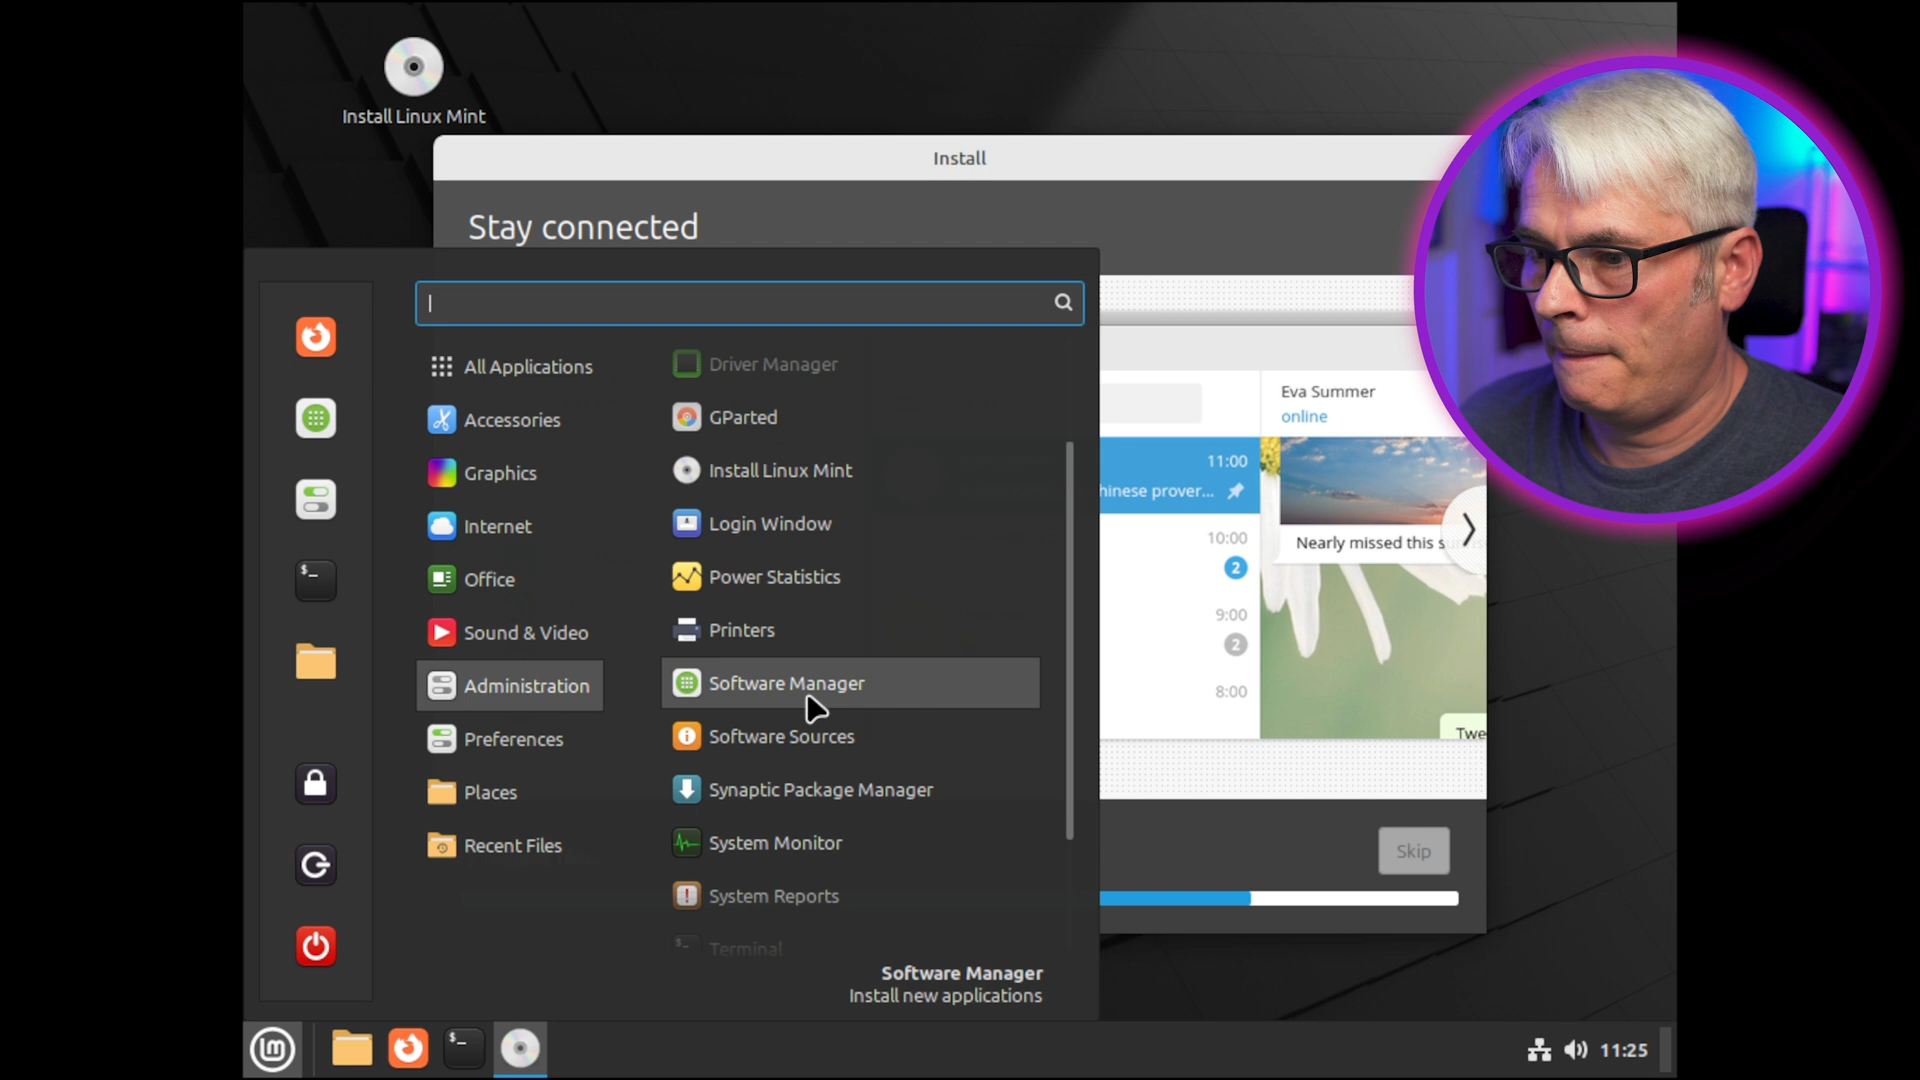 Install Linux Mint
Install
Stay connected
All Applications
Accessories
Graphics
Internet
Office
Sound & Video
Administration
Preferences
Places
Recent Files
Driver Manager
GParted
Install Linux Mint
Login Window
Power Statistics
Printers
Software Manager
Software Sources
Synaptic Package Manager
System Monitor
System Reports
Terminal
Software Manager
Install new applications
Eva Summer
online
11:00
hinese prover...
10:00
2
9:00
2
8:00
Nearly missed this
Twe
Skip
11:25